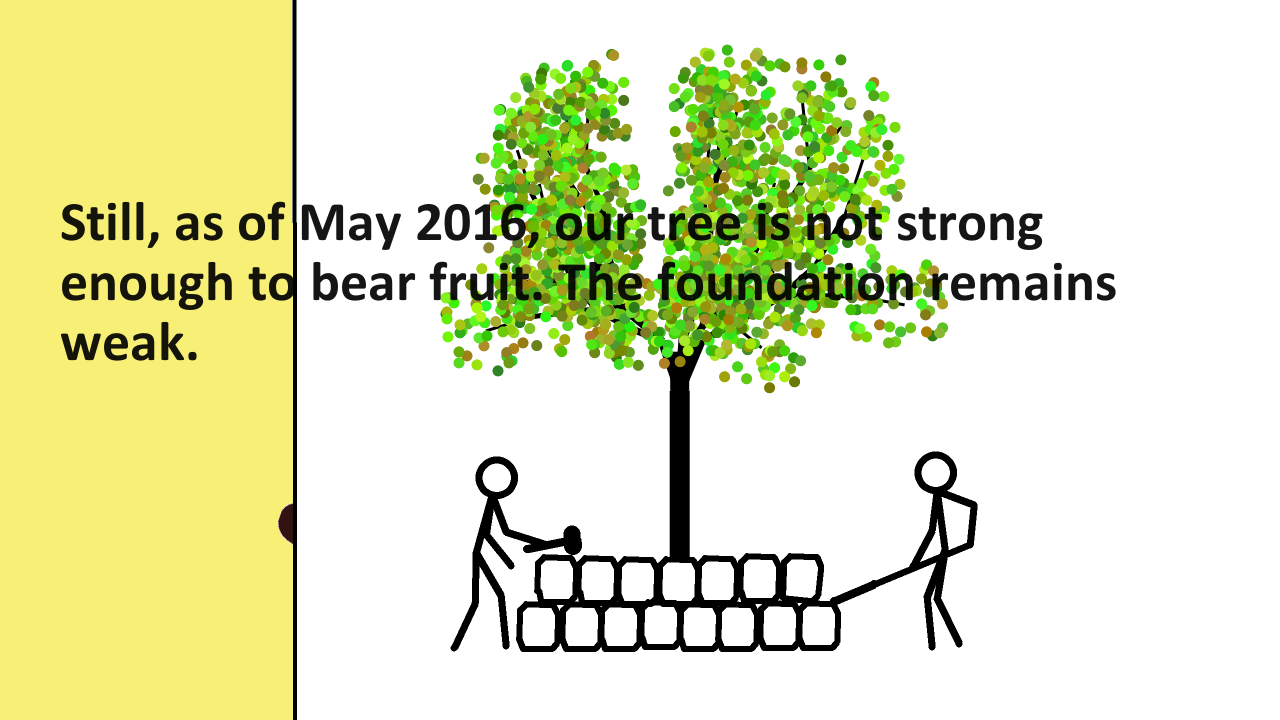 Still, as of May 2016, our tree is not strong
enough to bear fruit. The foundation remains
weak.